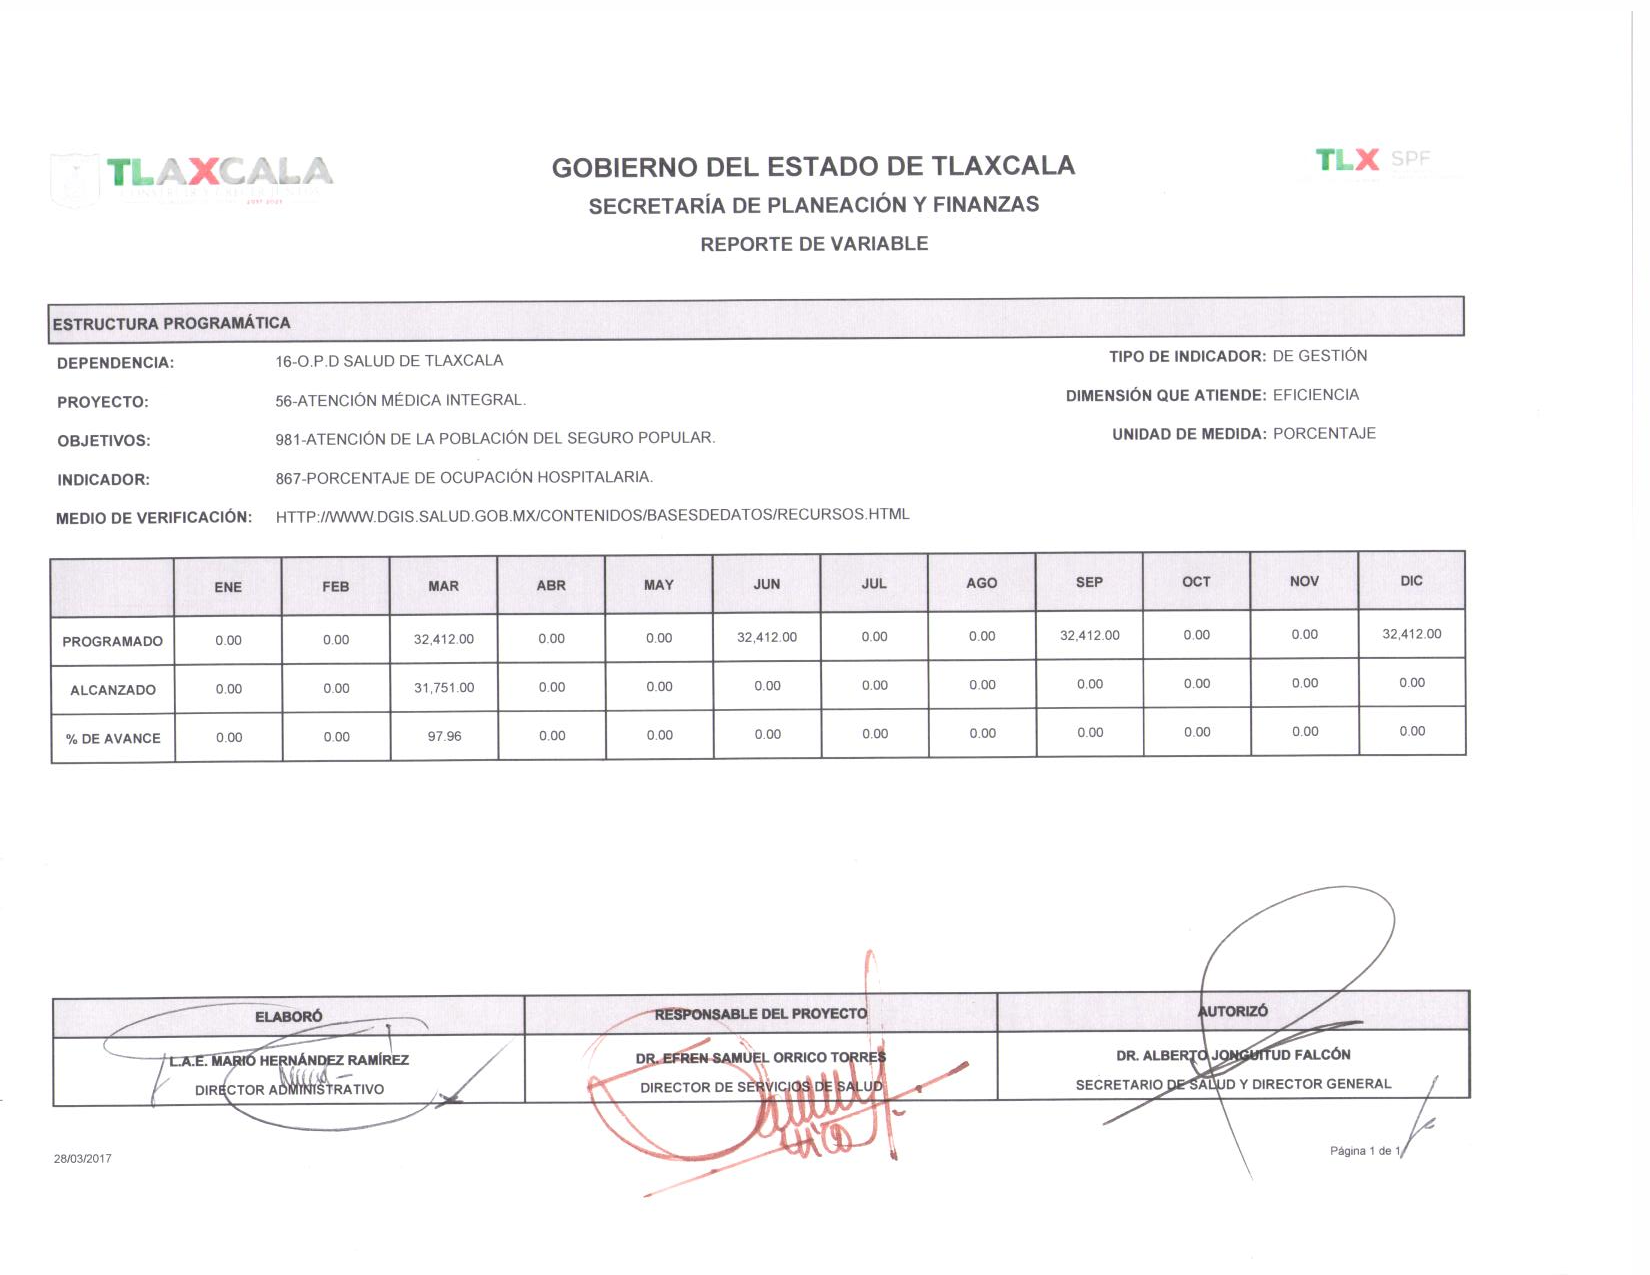 TLAXCALA
TLX SPF
GOBIERNO DEL ESTADO DE TLAXCALA
SECRETARÍA DE PLANEACIÓN Y FINANZAS
REPORTE DE VARIABLE
ESTRUCTURA PROGRAMÁTICA
DEPENDENCIA: 16-O.P.D SALUD DE TLAXCALA TIPO DE INDICADOR: DE GESTIÓN
PROYECTO: 56-ATENCIÓN MÉDICA INTEGRAL. DIMENSIÓN QUE ATIENDE: EFICIENCIA
OBJETIVOS: 981-ATENCIÓN DE LA POBLACIÓN DEL SEGURO POPULAR. UNIDAD DE MEDIDA: PORCENTAJE
INDICADOR: 867-PORCENTAJE DE OCUPACIÓN HOSPITALARIA.
MEDIO DE VERIFICACIÓN: HTTP://WWW.DGIS.SALUD.GOB.MX/CONTENIDOS/BASESDEDATOS/RECURSOS.HTML
ENE FEB MAR ABR MAY JUN JUL AGO SEP OCT NOV DIC
PROGRAMADO 0.00 0.00 32,412.00 0.00 0.00 32,412.00 0.00 0.00 32,412.00 0.00 0.00 32,412.00
ALCANZADO 0.00 0.00 31,751.00 0.00 0.00 0.00 0.00 0.00 0.00 0.00 0.00 0.00
% DE AVANCE 0.00 0.00 97.96 0.00 0.00 0.00 0.00 0.00 0.00 0.00 0.00 0.00
ELABORÓ RESPONSABLE DEL PROYECTO AUTORIZÓ
L.A.E. MARIO HERNÁNDEZ RAMÍREZ DR. EFREN SAMUEL ORRICO TORRES DR. ALBERTO JONGUITUD FALCÓN
DIRECTOR ADMINISTRATIVO DIRECTOR DE SERVICIOS DE SALUD SECRETARIO DE SALUD Y DIRECTOR GENERAL
28/03/2017 Página 1 de 1